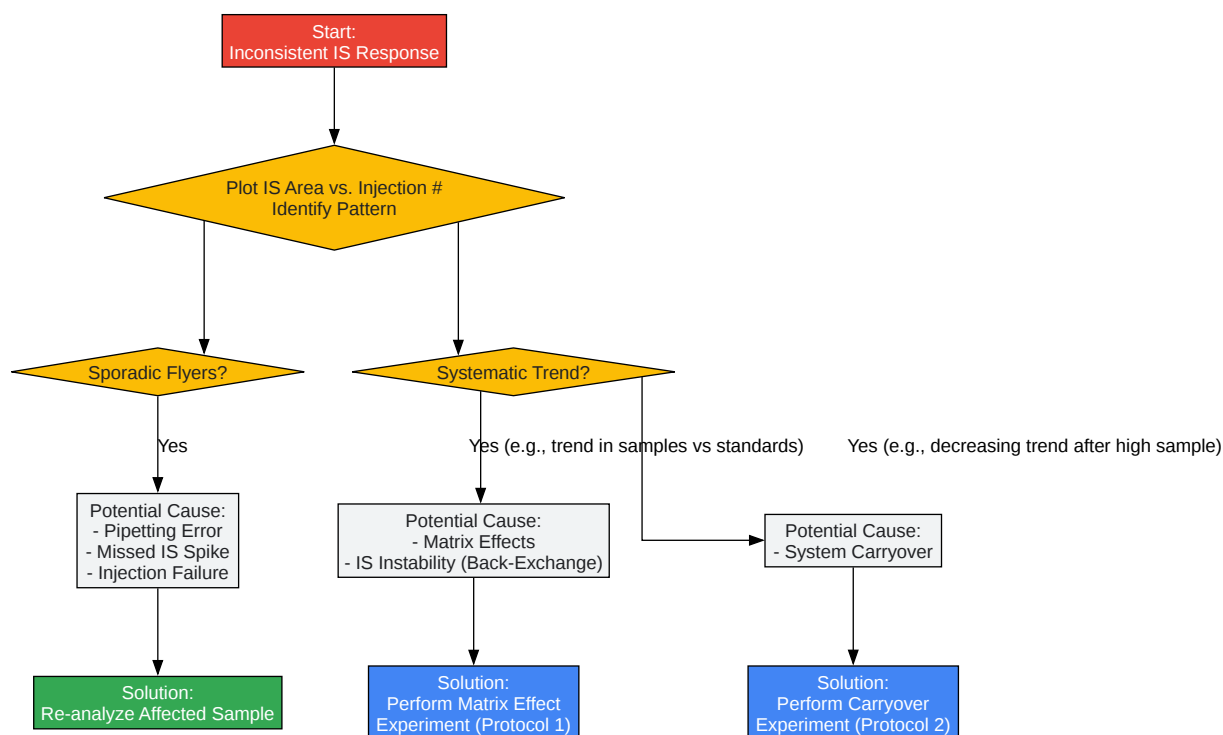 Start:
Inconsistent IS Response
Plot IS Area vs. Injection #
Identify Pattern
Sporadic Flyers?
Systematic Trend?
Yes
Yes (e.g., trend in samples vs standards)
Yes (e.g., decreasing trend after high sample)
Potential Cause:
- Pipetting Error
- Missed IS Spike
- Injection Failure
Potential Cause:
- Matrix Effects
- IS Instability (Back-Exchange)
Potential Cause:
- System Carryover
Solution:
Re-analyze Affected Sample
Solution:
Perform Matrix Effect
Experiment (Protocol 1)
Solution:
Perform Carryover
Experiment (Protocol 2)